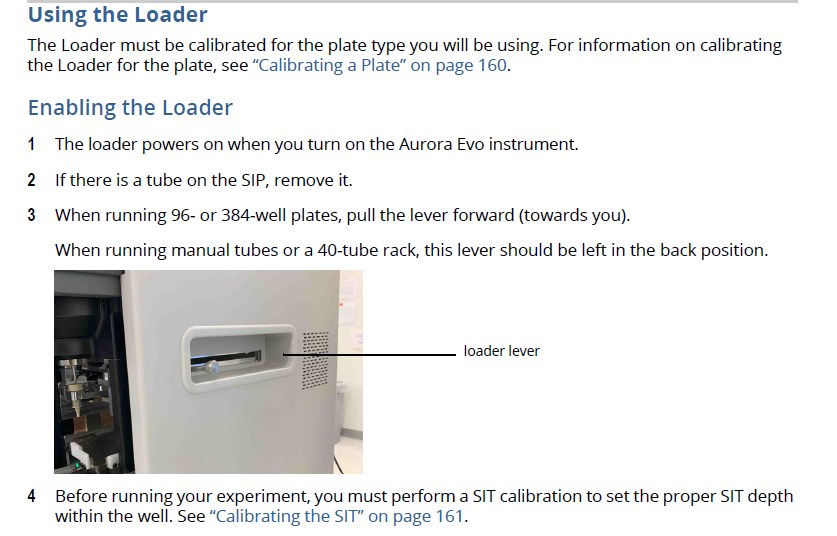 Using the Loader
The Loader must be calibrated for the plate type you will be using. For information on calibrating
the Loader for the plate, see “Calibrating a Plate” on page 160.
Enabling the Loader
1 The loader powers on when you turn on the Aurora Evo instrument.
2 If there is a tube on the SIP, remove it.
3 When running 96- or 384-well plates, pull the lever forward (towards you).
When running manual tubes or a 40-tube rack, this lever should be left in the back position.
loader lever
4 Before running your experiment, you must perform a SIT calibration to set the proper SIT depth
within the well. See “Calibrating the SIT” on page 161.